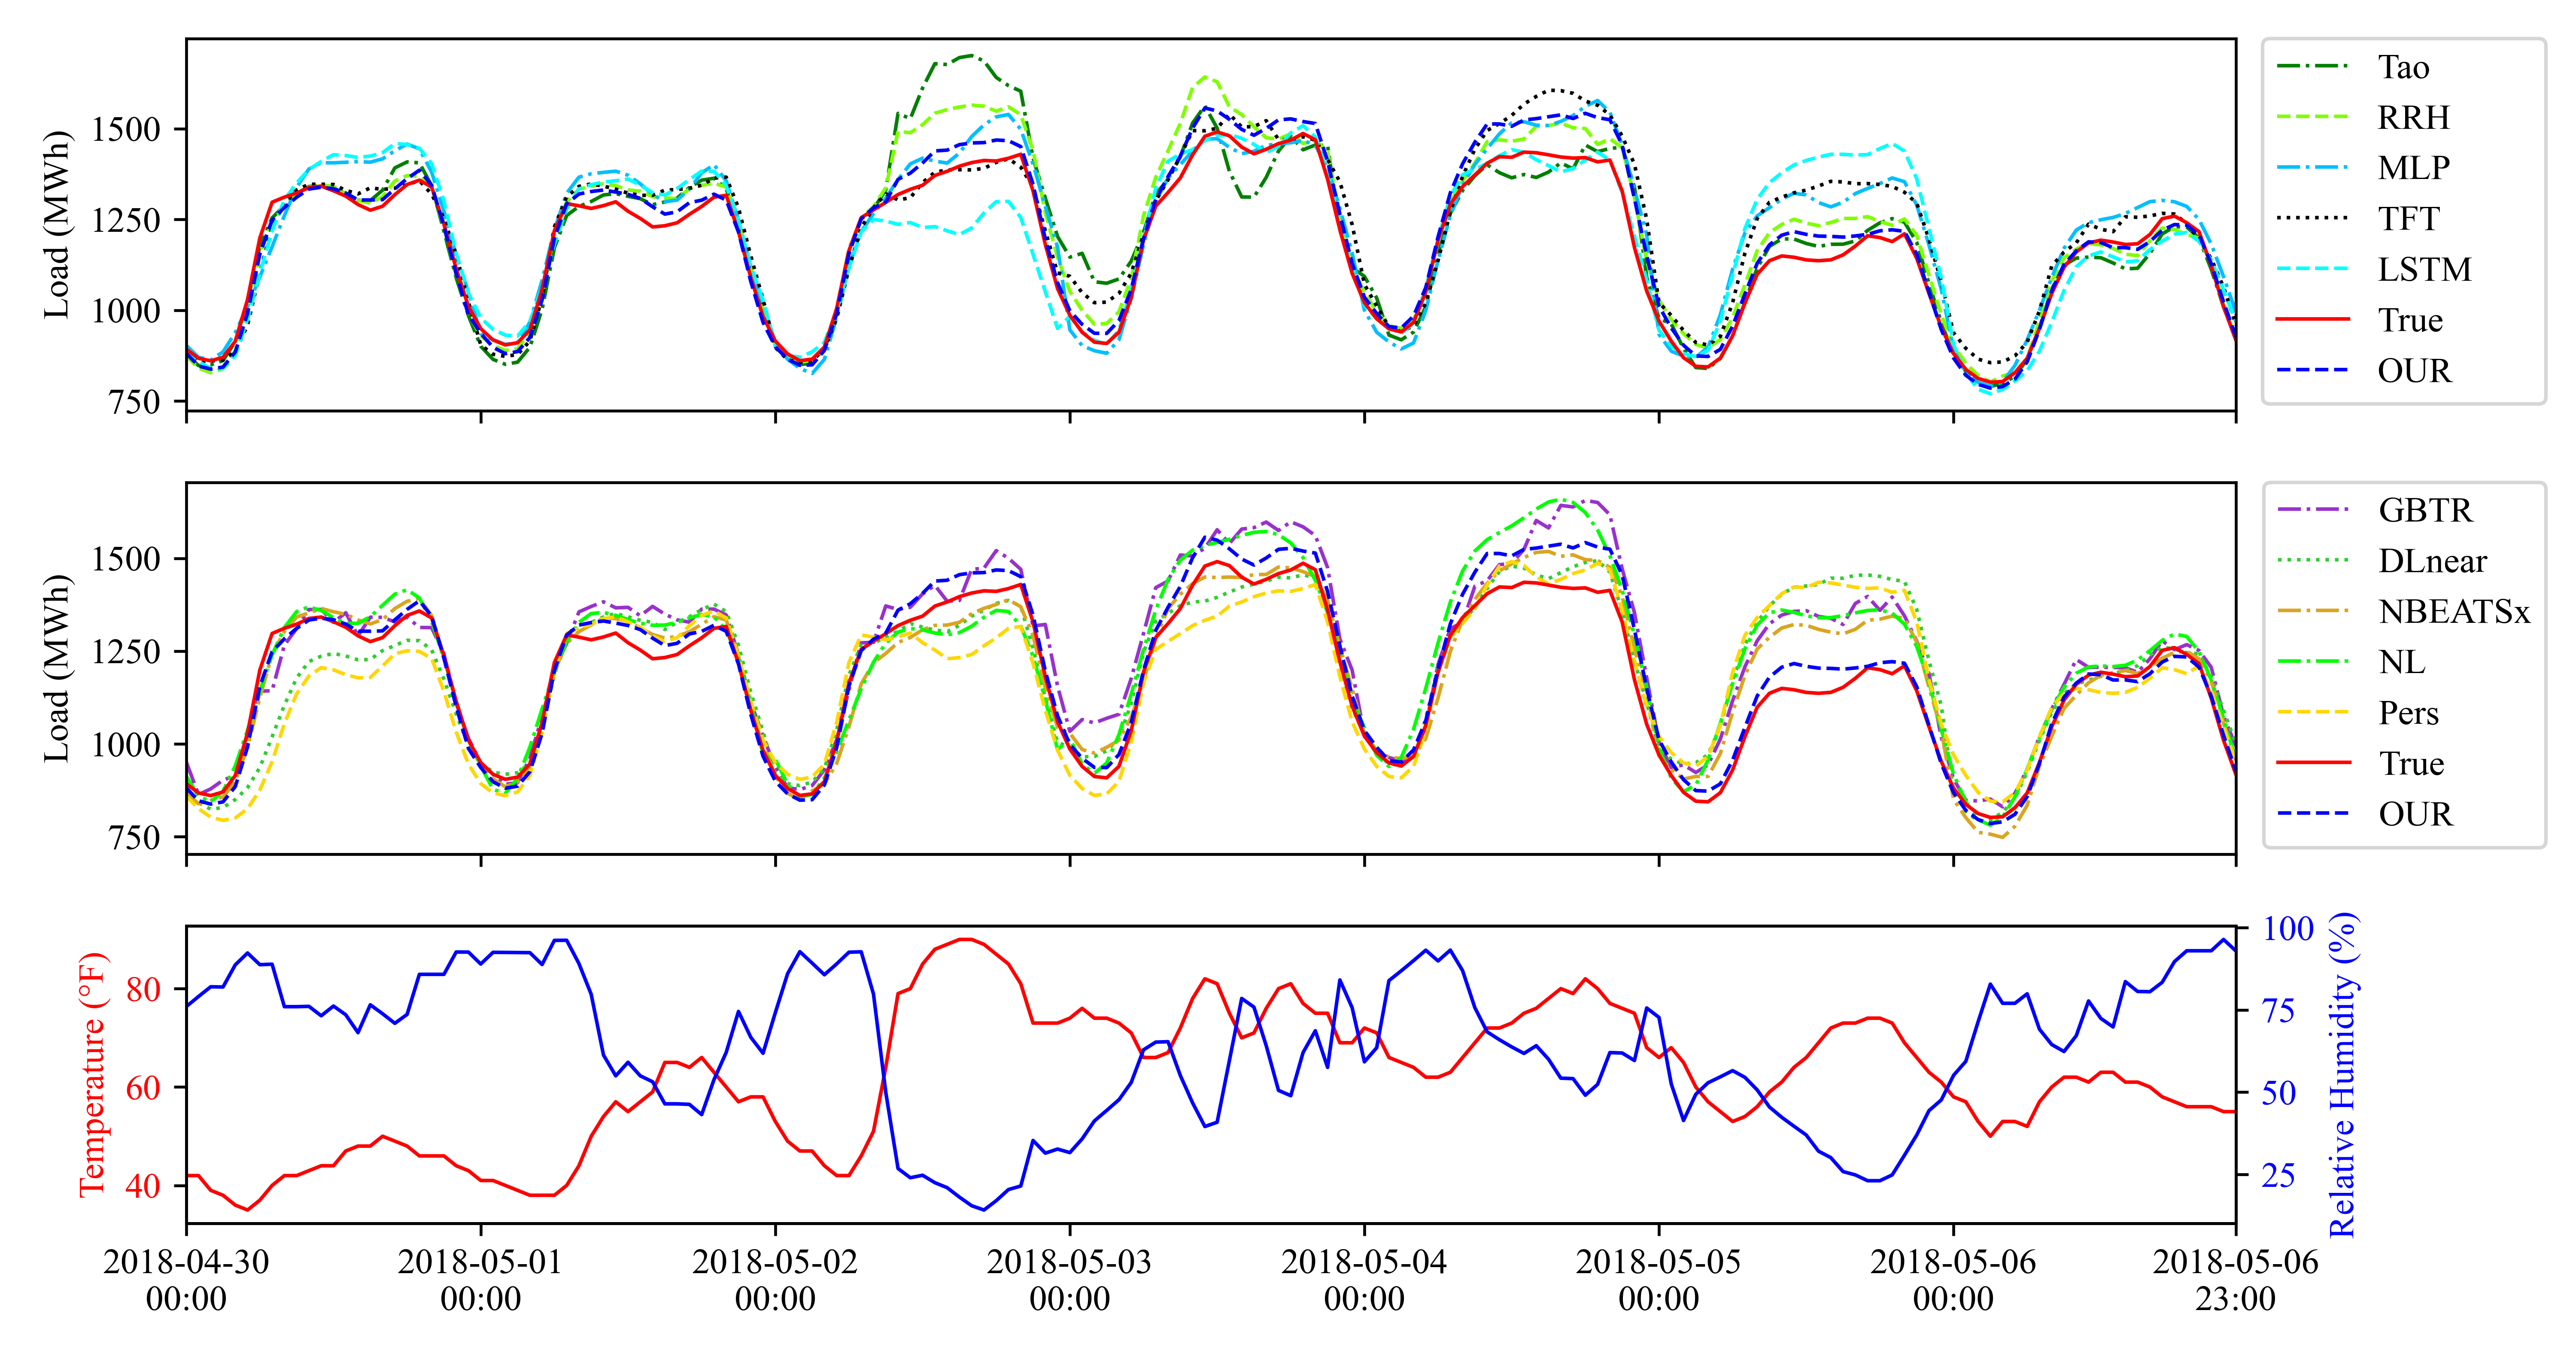 Load (MWh)
1500
1250
1000
750
Tao
RRH
MLP
TFT
LSTM
True
OUR
Load (MWh)
1500
1250
1000
750
GBTR
DLnear
NBEATSx
NL
Pers
True
OUR
Temperature (°F)
80
60
40
100
75
50
25
Relative Humidity (%)
2018-04-30 2018-05-01 2018-05-02 2018-05-03 2018-05-04 2018-05-05 2018-05-06 2018-05-06
00:00 00:00 00:00 00:00 00:00 00:00 00:00 23:00